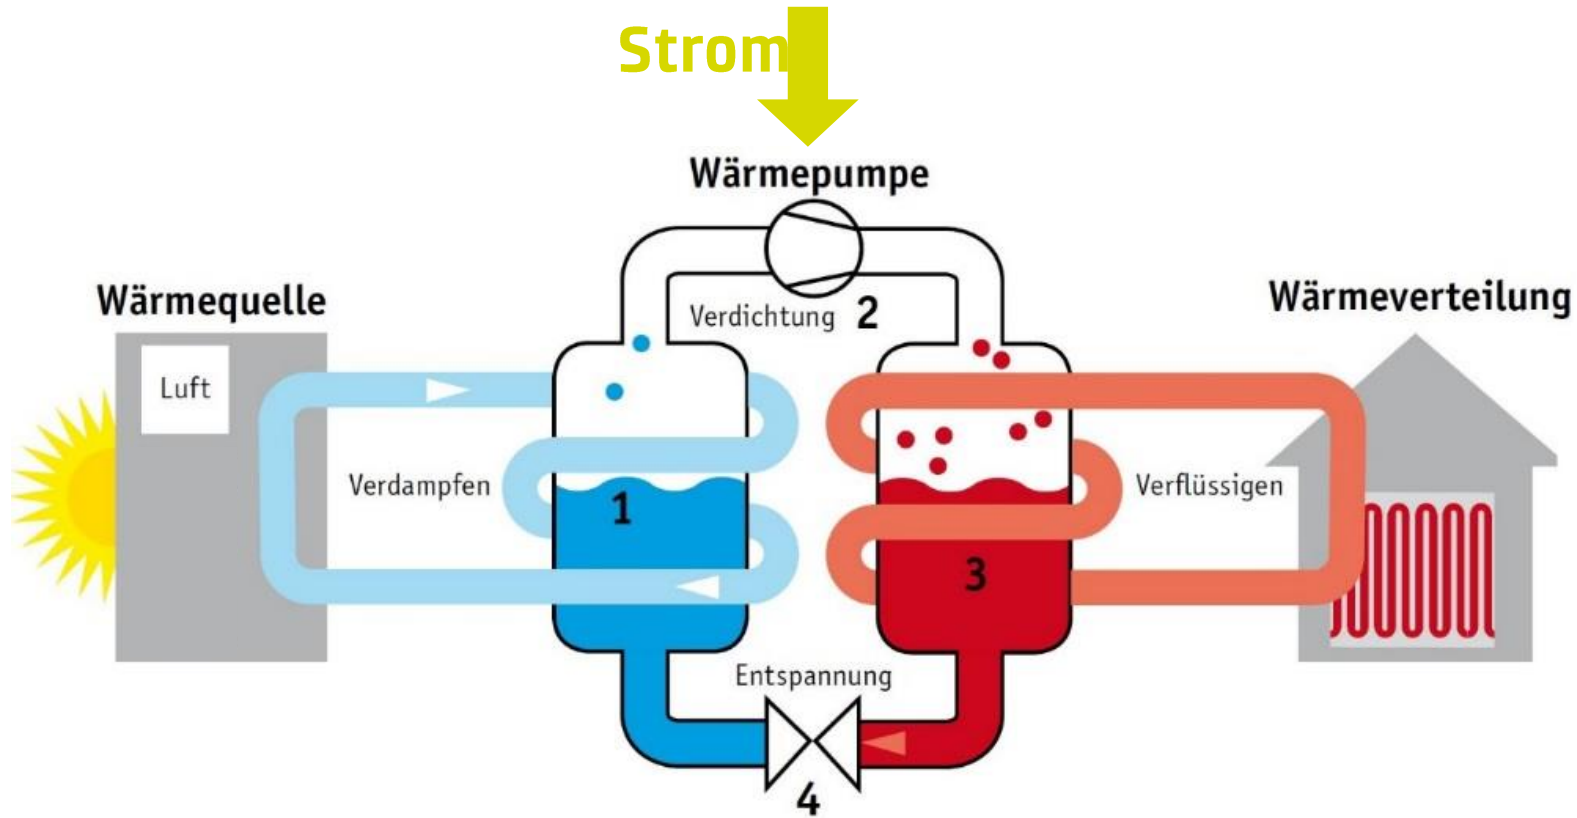 Strom
Wärmepumpe
Wärmequelle
Wärmeverteilung
Verdichtung 2
Luft
Verdampfen
Verflüssigen
1
3
Entspannung
4